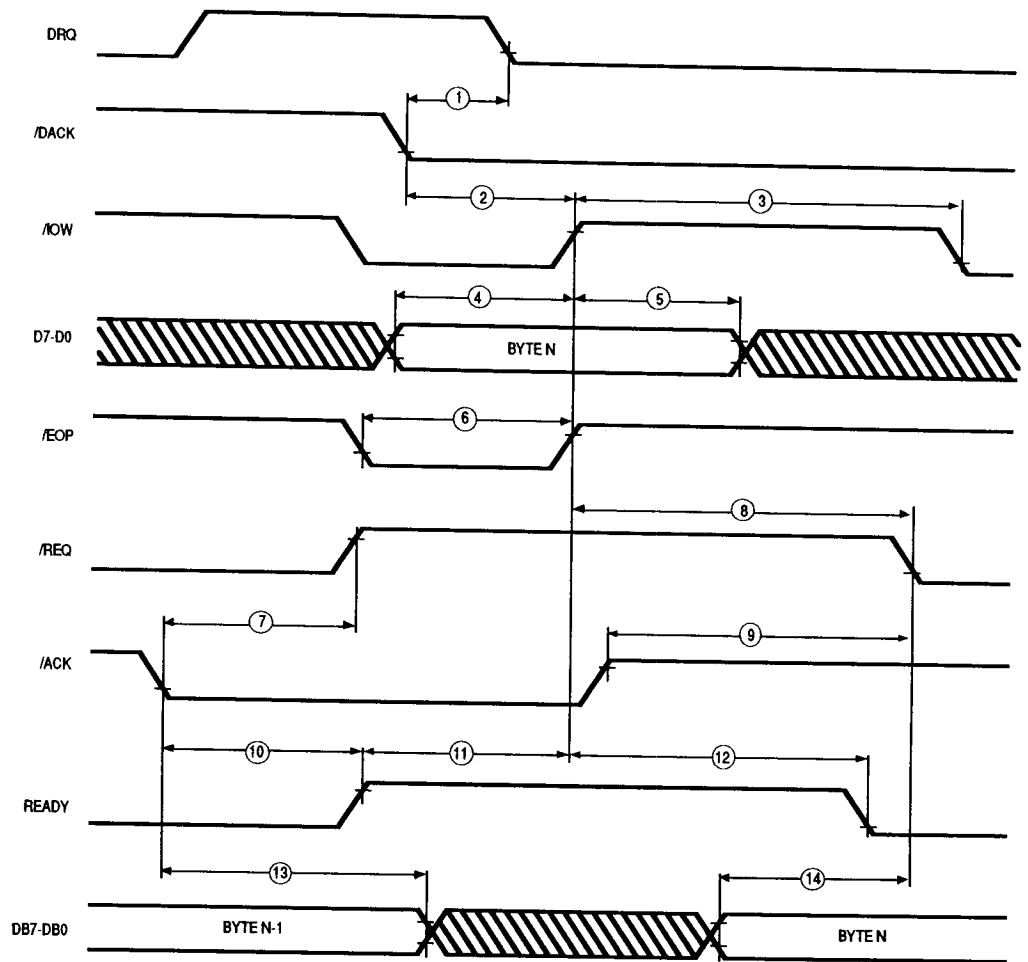 DRQ
1
/DACK
2
3
/IOW
4
5
D7-D0
BYTE N
6
/EOP
8
/REQ
7
9
/ACK
10
11
12
READY
13
14
DB7-DB0
BYTE N-1
BYTE N